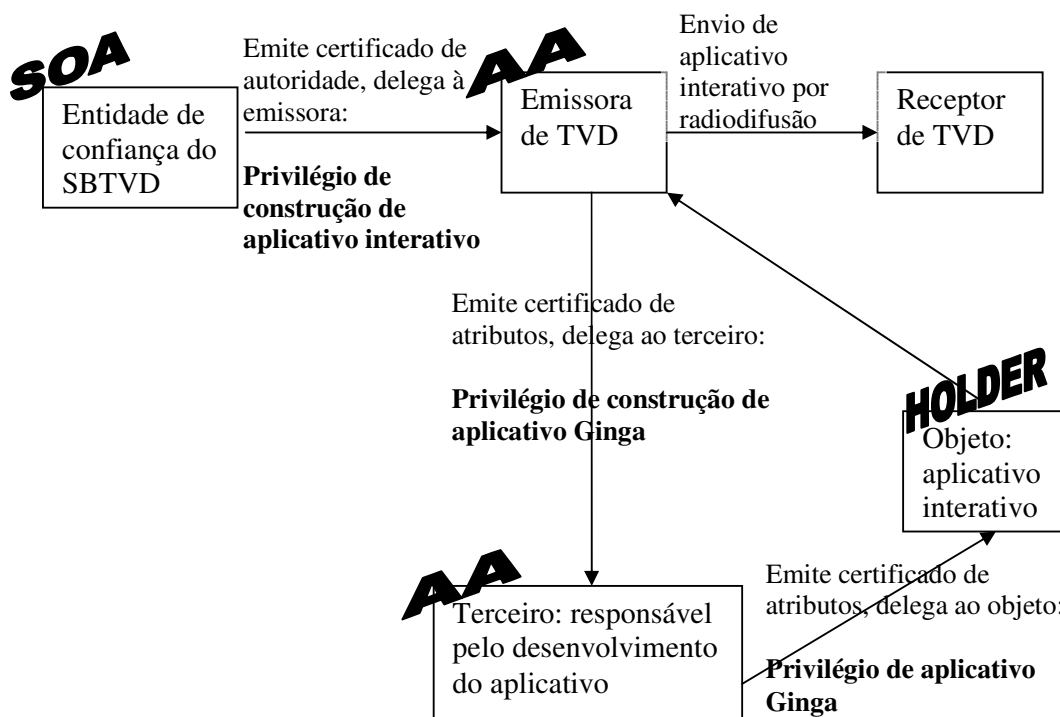 SOA
Entidade de
confiança do
SBTVD
Emite certificado de
autoridade, delega à
emissora:
Privilégio de
construção de
aplicativo interativo
AA
Emissora
de TVD
Envio de
aplicativo
interativo por
radiodifusão
Receptor
de TVD
Emite certificado de
atributos, delega ao terceiro:
Privilégio de construção de
aplicativo Ginga
HOLDER
Objeto:
aplicativo
interativo
AA
Terceiro: responsável
pelo desenvolvimento
do aplicativo
Emite certificado de
atributos, delega ao objeto:
Privilégio de aplicativo
Ginga